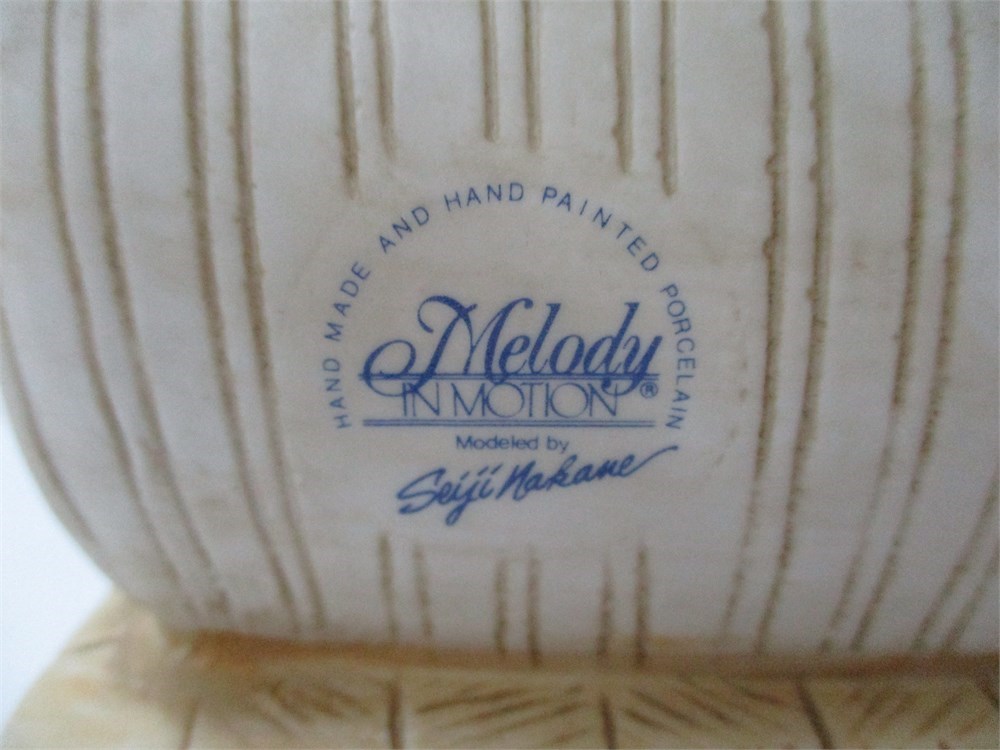 HAND MADE AND HAND PAINTED PORCELAIN
Melody
IN MOTION®
Modeled by
Seiji Nakane